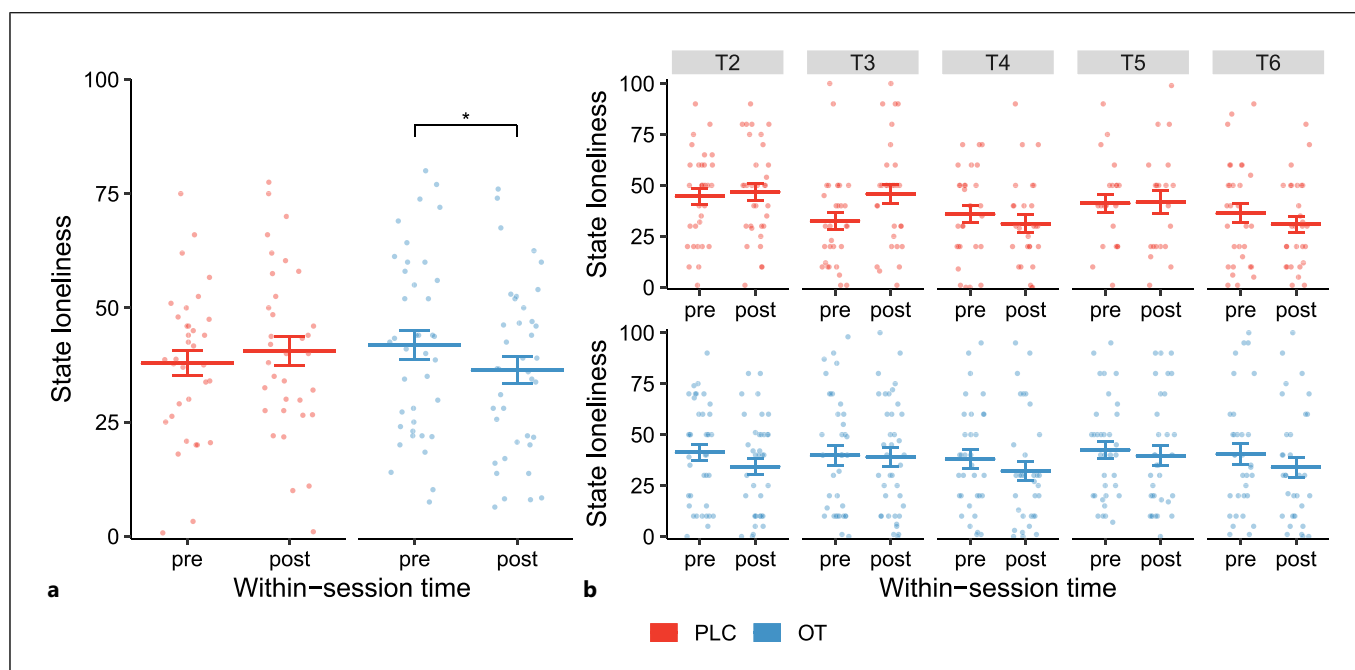 State loneliness
100
75
50
25
0
*
pre post pre post
Within-session time
a
T2 T3 T4 T5 T6
State loneliness
100
75
50
25
0
pre post pre post pre post pre post pre post
State loneliness
100
75
50
25
0
pre post pre post pre post pre post pre post
Within-session time
b
PLC OT